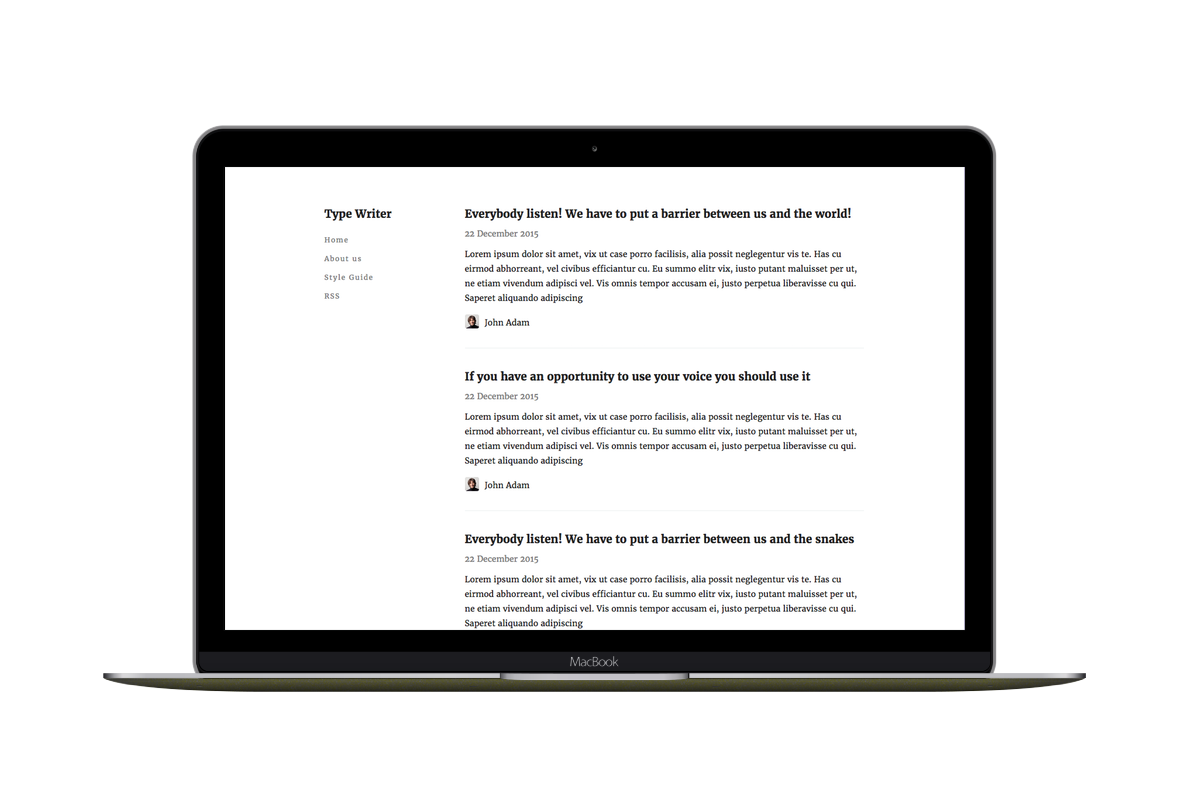 Type Writer
Home
About us
Style Guide
RSS
Everybody listen! We have to put a barrier between us and the world!
22 December 2015
Lorem ipsum dolor sit amet, vix ut case porro facilisis, alia possit neglegentur vis te. Has cu
eirmod abhorreant, vel civibus efficiantur cu. Eu summo elitr vix, iusto putant maluisset per ut,
ne etiam vivendum adipisci vel. Vis omnis tempor accusam ei, justo perpetua liberavisse cu qui.
Saperet aliquando adipiscing
John Adam
If you have an opportunity to use your voice you should use it
22 December 2015
Lorem ipsum dolor sit amet, vix ut case porro facilisis, alia possit neglegentur vis te. Has cu
eirmod abhorreant, vel civibus efficiantur cu. Eu summo elitr vix, iusto putant maluisset per ut,
ne etiam vivendum adipisci vel. Vis omnis tempor accusam ei, justo perpetua liberavisse cu qui.
Saperet aliquando adipiscing
John Adam
Everybody listen! We have to put a barrier between us and the snakes
22 December 2015
Lorem ipsum dolor sit amet, vix ut case porro facilisis, alia possit neglegentur vis te. Has cu
eirmod abhorreant, vel civibus efficiantur cu. Eu summo elitr vix, iusto putant maluisset per ut,
ne etiam vivendum adipisci vel. Vis omnis tempor accusam ei, justo perpetua liberavisse cu qui.
Saperet aliquando adipiscing
MacBook